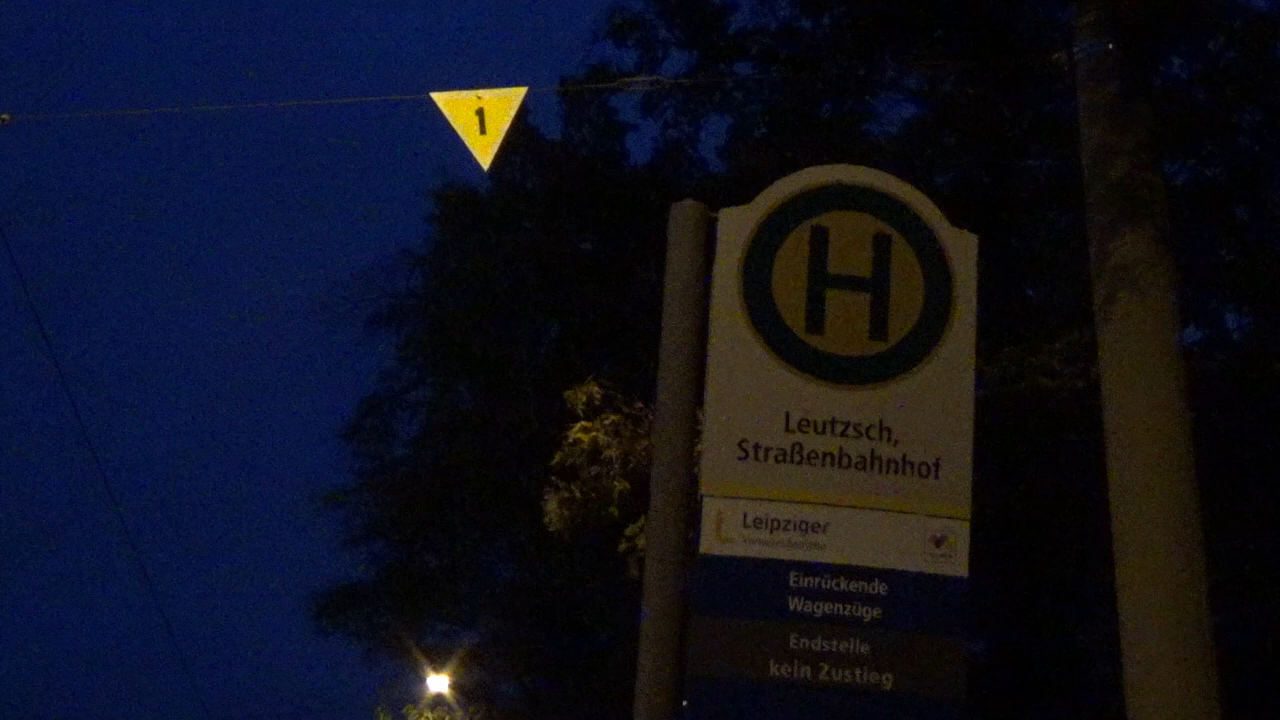 1
H
Leutzsch,
Straßenbahnhof
Leipziger
Einrückende
Wagenzüge
Endstelle
kein Zustieg